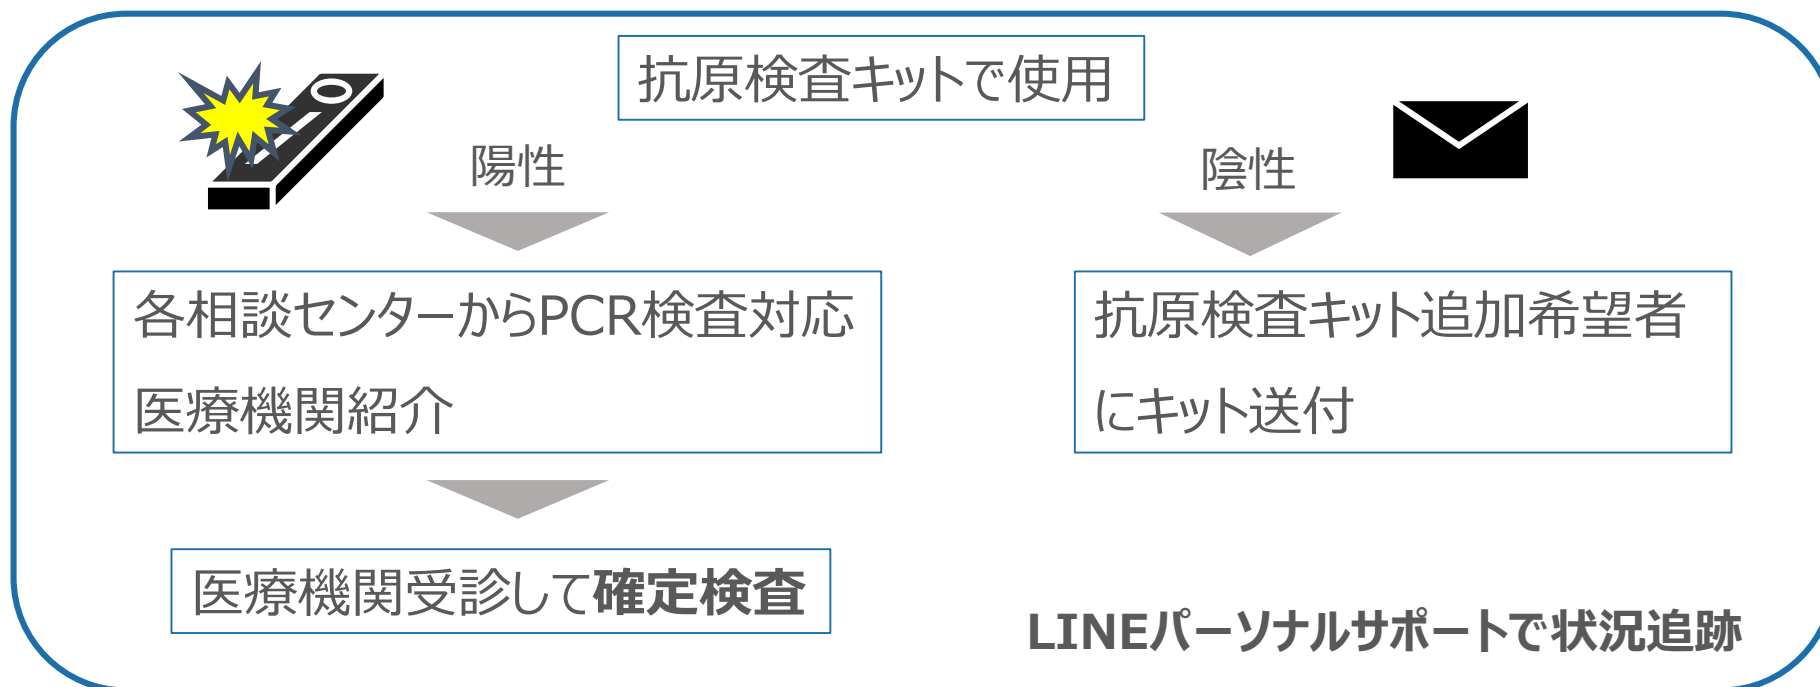 抗原検査キットで使用
陽性
陰性
各相談センターからPCR検査対応
医療機関紹介
抗原検査キット追加希望者
にキット送付
医療機関受診して確定検査
LINEパーソナルサポートで状況追跡